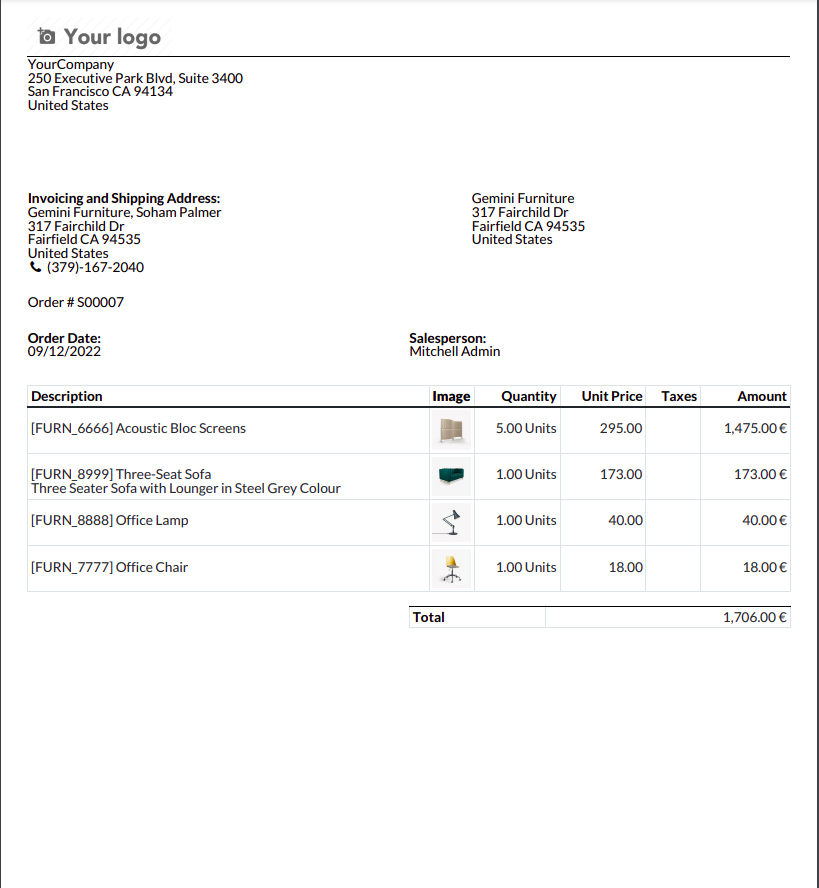 Your logo
YourCompany
250 Executive Park Blvd, Suite 3400
San Francisco CA 94134
United States
Invoicing and Shipping Address:
Gemini Furniture, Soham Palmer
317 Fairchild Dr
Fairfield CA 94535
United States
(379)-167-2040
Gemini Furniture
317 Fairchild Dr
Fairfield CA 94535
United States
Order # S00007
Order Date:
09/12/2022
Salesperson:
Mitchell Admin
Description Image Quantity Unit Price Taxes Amount
[FURN_6666] Acoustic Bloc Screens 5.00 Units 295.00 1,475.00 €
[FURN_8999] Three-Seat Sofa 1.00 Units 173.00 173.00 €
Three Seater Sofa with Lounger in Steel Grey Colour
[FURN_8888] Office Lamp 1.00 Units 40.00 40.00 €
[FURN_7777] Office Chair 1.00 Units 18.00 18.00 €
Total 1,706.00 €